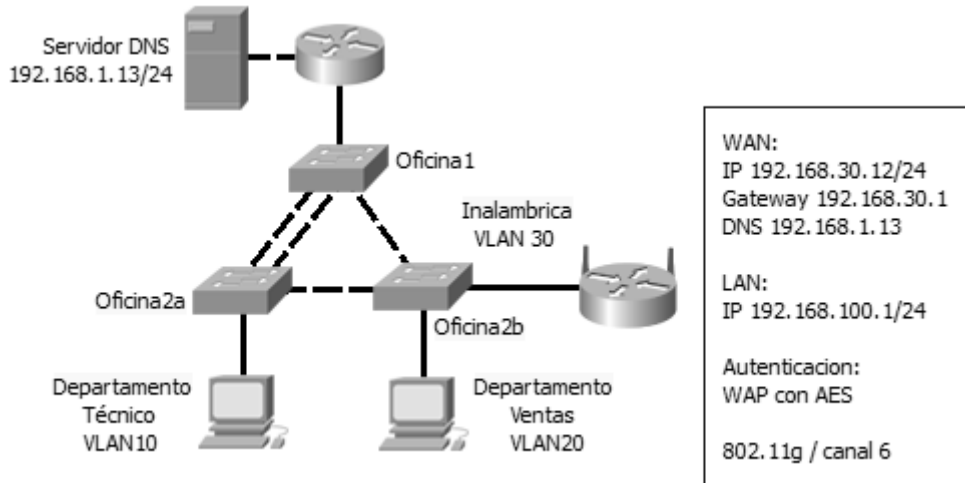 Servidor DNS
192.168.1.13/24
Oficina1
Inalambrica
VLAN 30
Oficina2a
Oficina2b
Departamento
Técnico
VLAN10
Departamento
Ventas
VLAN20
WAN:
IP 192.168.30.12/24
Gateway 192.168.30.1
DNS 192.168.1.13
LAN:
IP 192.168.100.1/24
Autenticacion:
WAP con AES
802.11g / canal 6